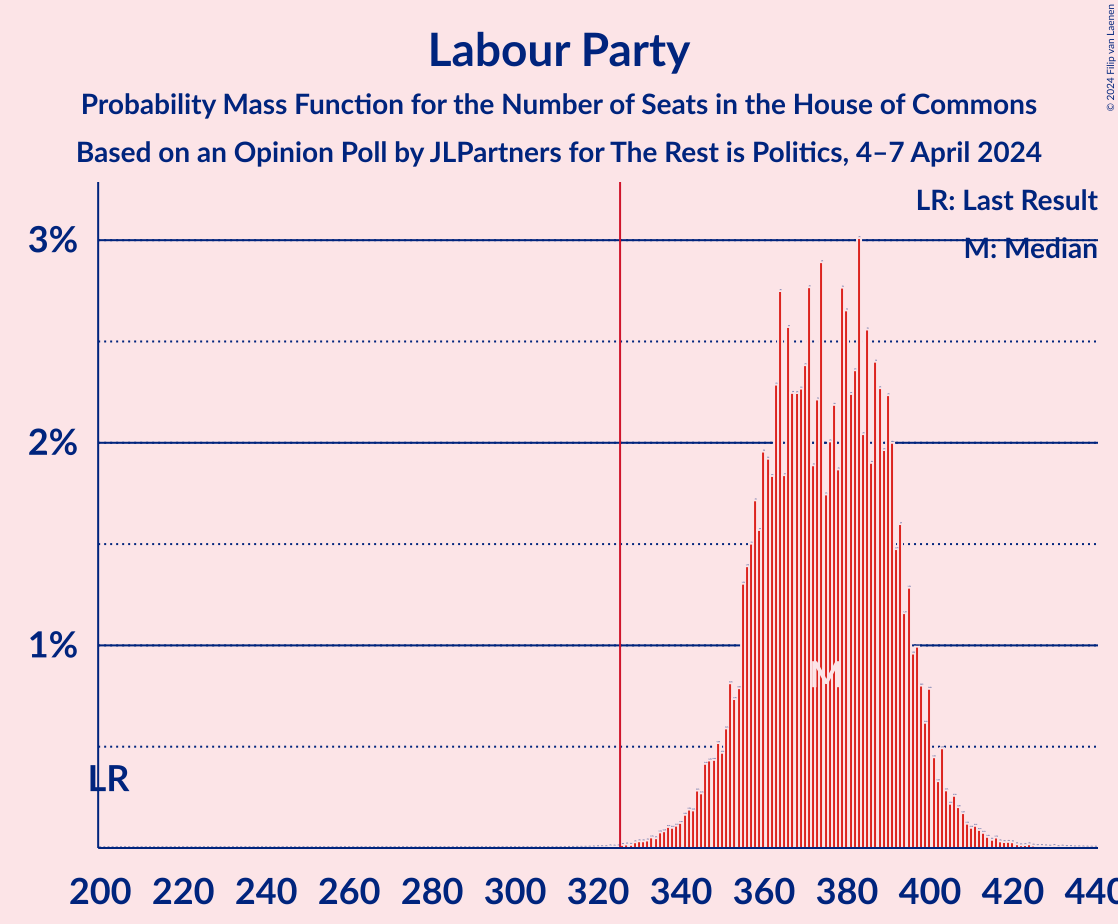 Labour Party
Probability Mass Function for the Number of Seats in the House of Commons
Based on an Opinion Poll by JLPartners for The Rest is Politics, 4–7 April 2024
© 2024 Filip van Laenen
LR: Last Result
M: Median
3%
2%
1%
M
LR
200 220 240 260 280 300 320 340 360 380 400 420 440